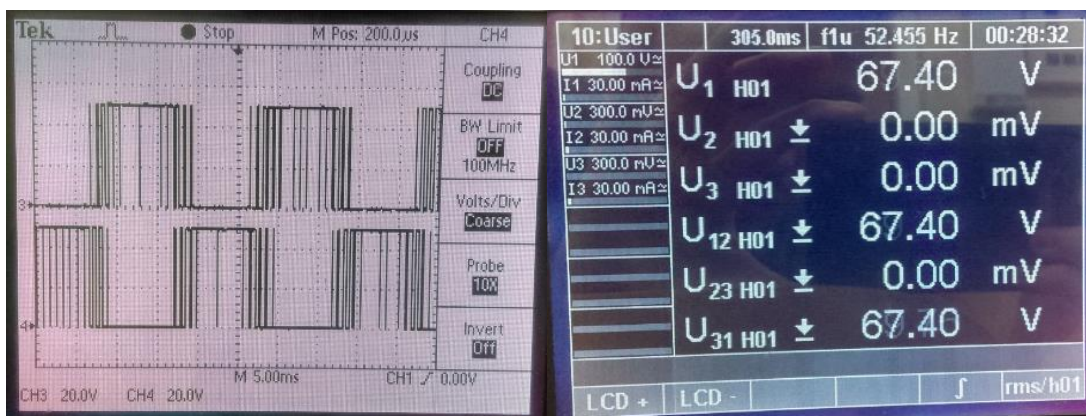 Tek Stop M Pos: 200.0µs CH4
Coupling
DC
BW Limit
OFF
100MHz
Volts/Div
Coarse
Probe
10X
Invert
Off
3
4
M 5.00ms CH1 0.00V
CH3 20.0V CH4 20.0V
10:User 305.0ms f1u 52.455 Hz 00:28:32
U1 100.0 V≃
I1 30.00 mA≃
U2 300.0 mV≃
I2 30.00 mA≃
U3 300.0 mV≃
I3 30.00 mA≃
U1 H01 67.40 V
U2 H01 0.00 mV
U3 H01 0.00 mV
U12 H01 67.40 V
U23 H01 0.00 mV
U31 H01 67.40 V
LCD + LCD - ∫ rms/h01